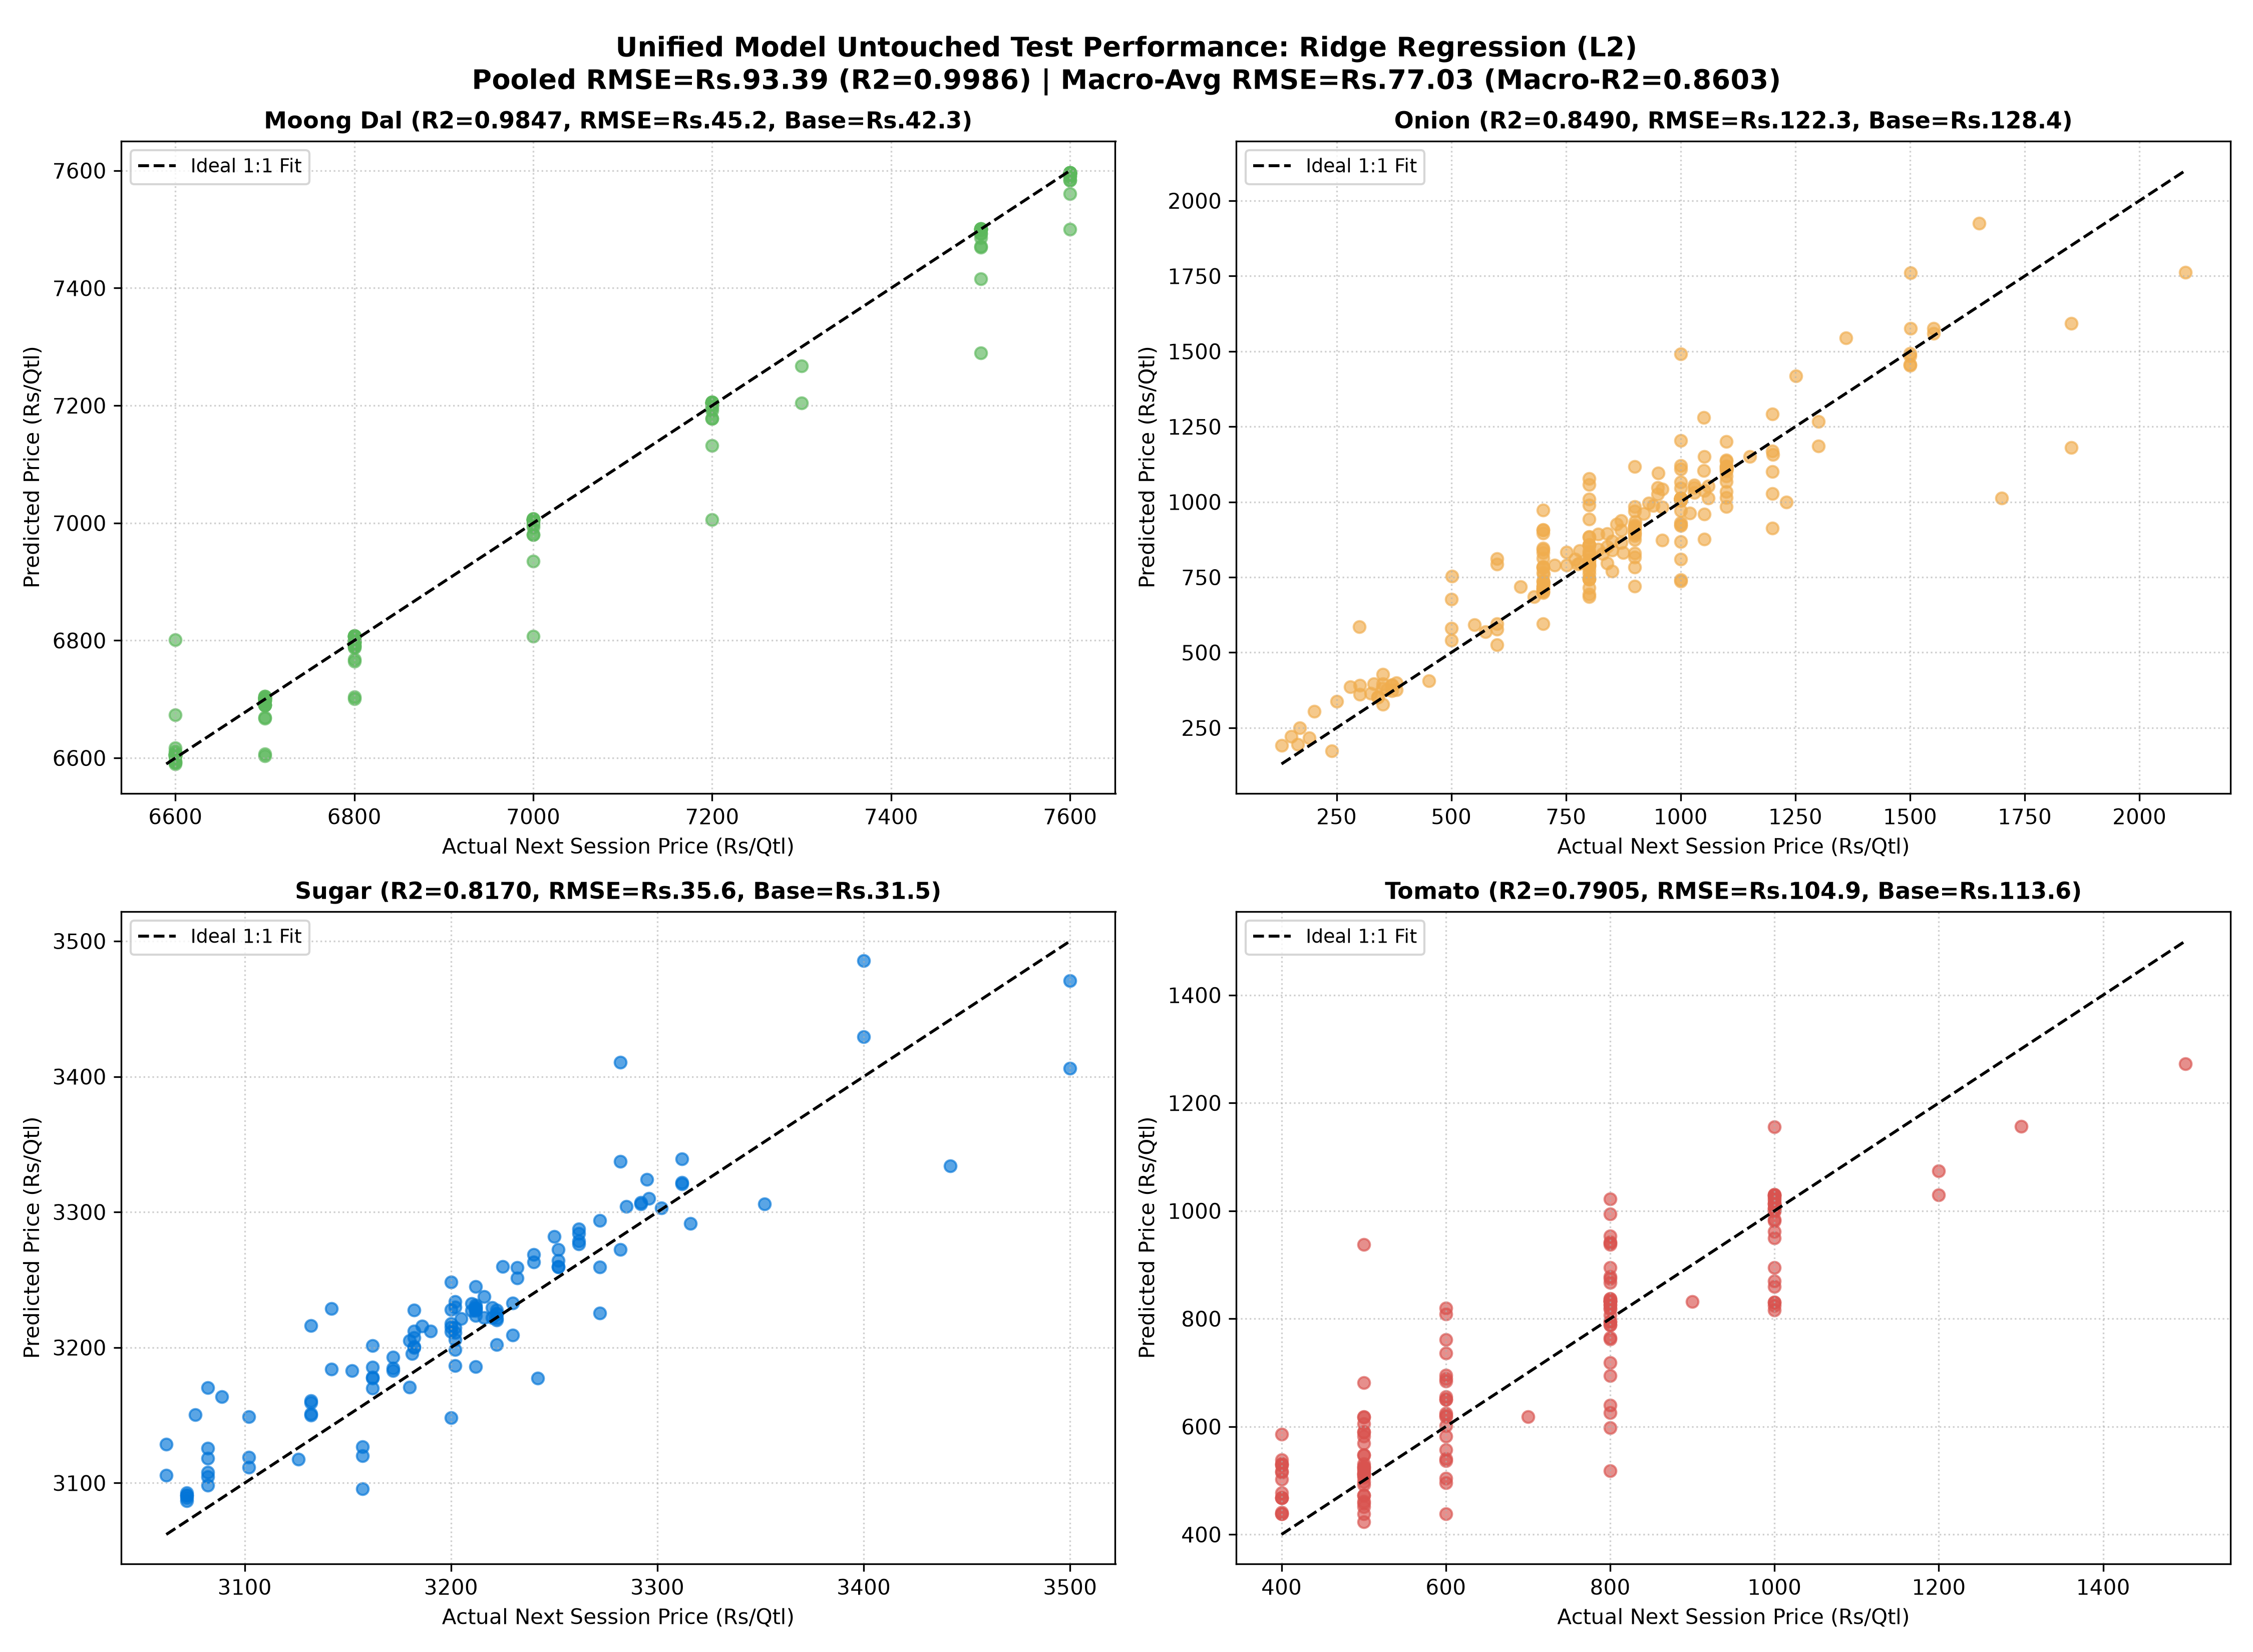 Unified Model Untouched Test Performance: Ridge Regression (L2)
Pooled RMSE=Rs.93.39 (R2=0.9986) | Macro-Avg RMSE=Rs.77.03 (Macro-R2=0.8603)
Moong Dal (R2=0.9847, RMSE=Rs.45.2, Base=Rs.42.3)
Ideal 1:1 Fit
Predicted Price (Rs/Qtl)
7600
7400
7200
7000
6800
6600
6600 6800 7000 7200 7400 7600
Actual Next Session Price (Rs/Qtl)
Onion (R2=0.8490, RMSE=Rs.122.3, Base=Rs.128.4)
Ideal 1:1 Fit
Predicted Price (Rs/Qtl)
2000
1750
1500
1250
1000
750
500
250
250 500 750 1000 1250 1500 1750 2000
Actual Next Session Price (Rs/Qtl)
Sugar (R2=0.8170, RMSE=Rs.35.6, Base=Rs.31.5)
Ideal 1:1 Fit
Predicted Price (Rs/Qtl)
3500
3400
3300
3200
3100
3100 3200 3300 3400 3500
Actual Next Session Price (Rs/Qtl)
Tomato (R2=0.7905, RMSE=Rs.104.9, Base=Rs.113.6)
Ideal 1:1 Fit
Predicted Price (Rs/Qtl)
1400
1200
1000
800
600
400
400 600 800 1000 1200 1400
Actual Next Session Price (Rs/Qtl)